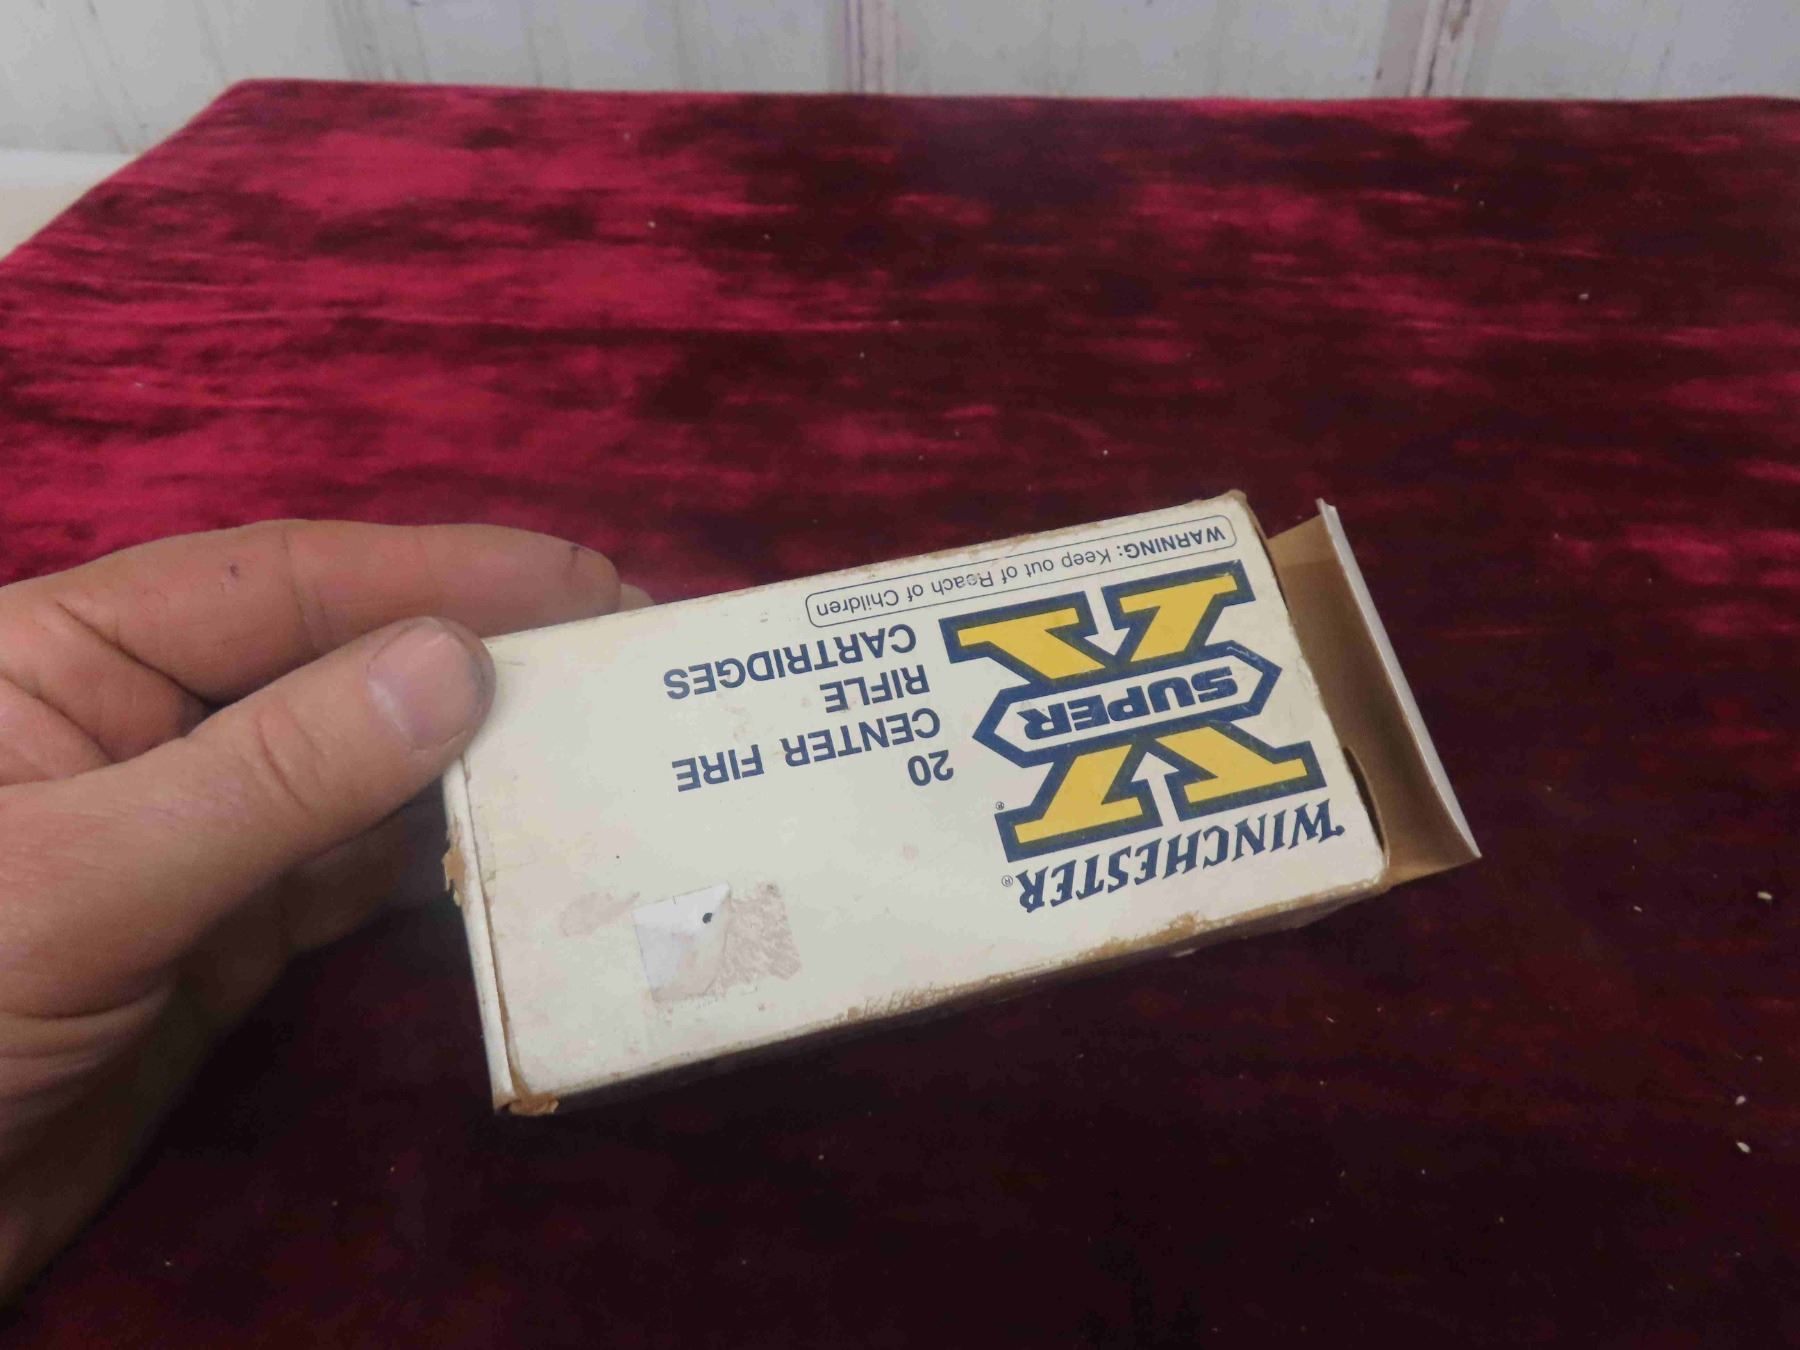 WINCHESTER®
X SUPER X®
20
CENTER FIRE
RIFLE
CARTRIDGES
WARNING: Keep out of Reach of Children